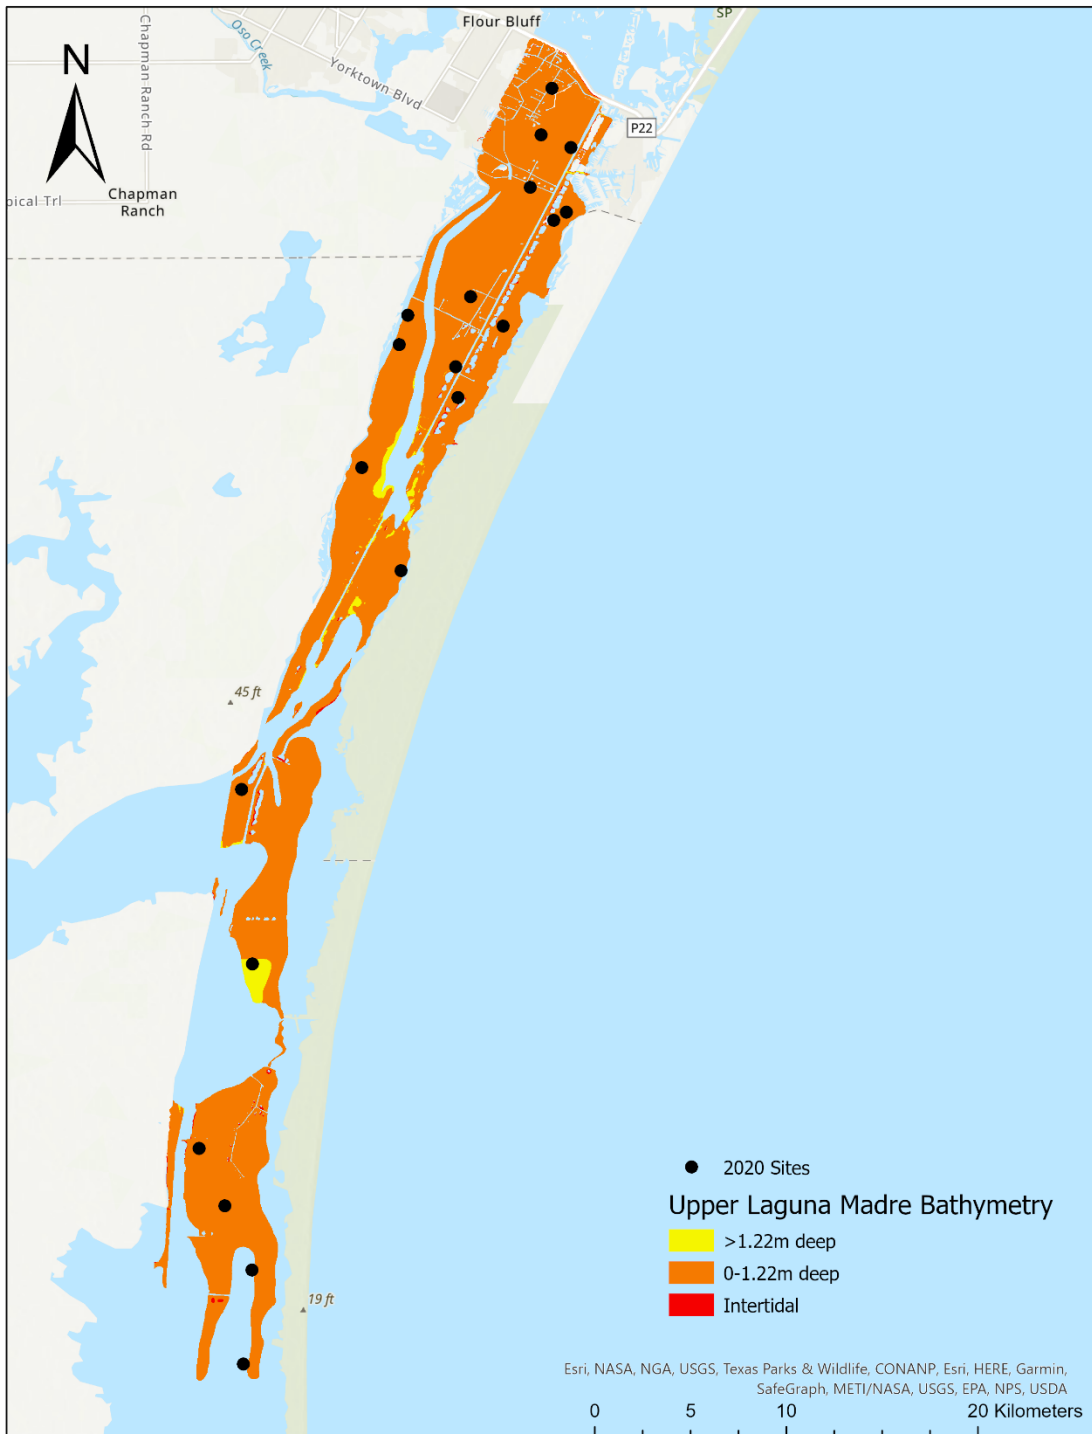 Flour Bluff
SP
Oso Creek
Chapman Ranch Rd
Yorktown Blvd
N
P22
Chapman
Ranch
pical Trl
45 ft
2020 Sites
Upper Laguna Madre Bathymetry
>1.22m deep
0-1.22m deep
Intertidal
19 ft
Esri, NASA, NGA, USGS, Texas Parks & Wildlife, CONANP, Esri, HERE, Garmin,
SafeGraph, METI/NASA, USGS, EPA, NPS, USDA
0 5 10 20 Kilometers